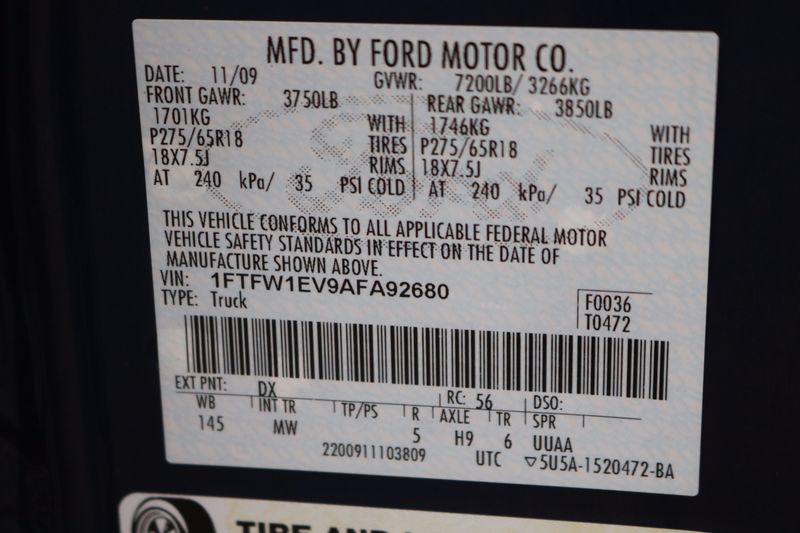 MFD. BY FORD MOTOR CO.
DATE: 11/09 GVWR: 7200LB/ 3266KG
FRONT GAWR: 3750LB REAR GAWR: 3850LB
1701KG WITH 1746KG WITH
P275/65R18 TIRES P275/65R18 TIRES
18X7.5J RIMS 18X7.5J RIMS
AT 240 kPa/ 35 PSI COLD AT 240 kPa/ 35 PSI COLD
THIS VEHICLE CONFORMS TO ALL APPLICABLE FEDERAL MOTOR
VEHICLE SAFETY STANDARDS IN EFFECT ON THE DATE OF
MANUFACTURE SHOWN ABOVE.
VIN: 1FTFW1EV9AFA92680
TYPE: Truck F0036
T0472
EXT PNT: DX RC: 56 DSO:
WB INT TR TP/PS R AXLE TR SPR
145 MW 5 H9 6 UUAA
2200911103809 UTC ▽5U5A-1520472-BA
TIRE AND